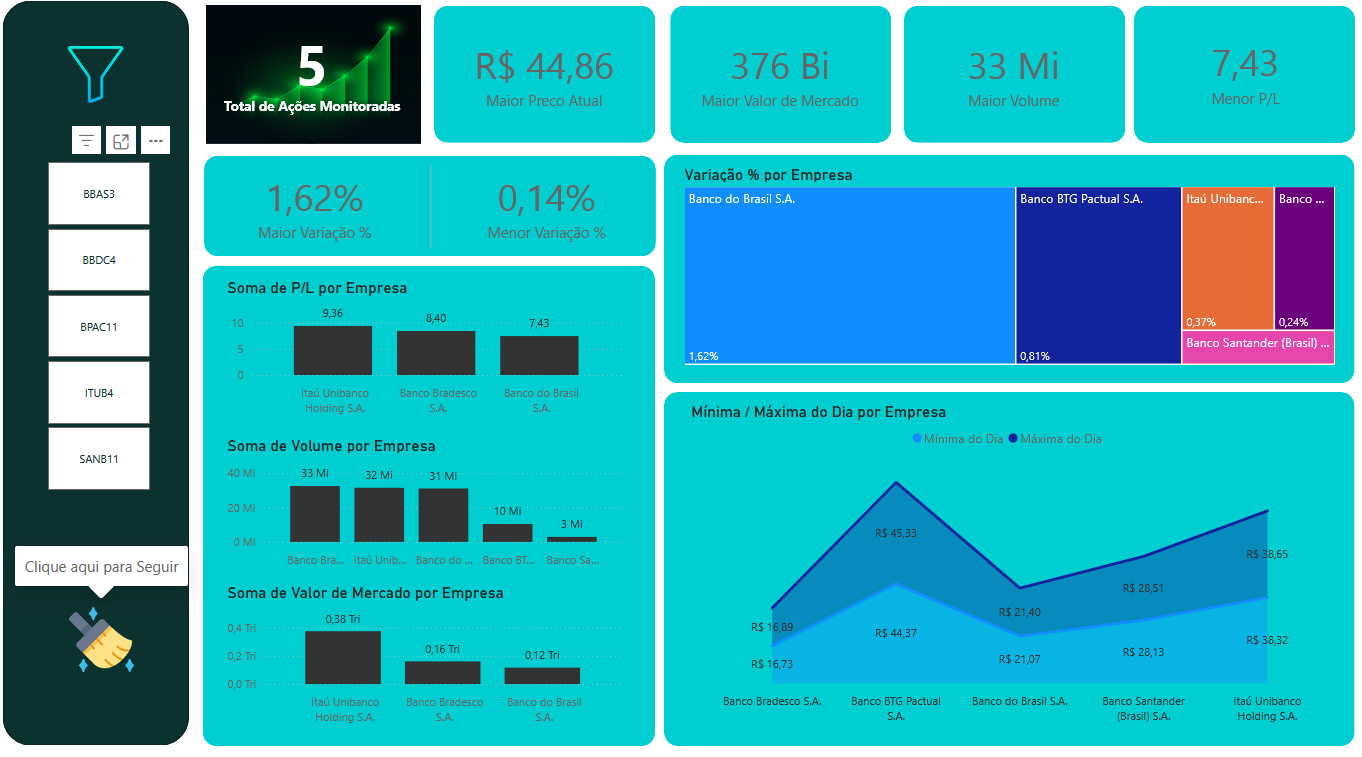 5
Total de Ações Monitoradas
R$ 44,86
Maior Preco Atual
376 Bi
Maior Valor de Mercado
33 Mi
Maior Volume
7,43
Menor P/L
BBAS3
BBDC4
BPAC11
ITUB4
SANB11
Clique aqui para Seguir
1,62%
Maior Variação %
0,14%
Menor Variação %
Variação % por Empresa
Banco do Brasil S.A.
1,62%
Banco BTG Pactual S.A.
0,81%
Itaú Unibanc...
0,37%
Banco ...
0,24%
Banco Santander (Brasil) ...
Soma de P/L por Empresa
10
5
0
9,36
8,40
7,43
Itaú Unibanco
Holding S.A.
Banco Bradesco
S.A.
Banco do Brasil
S.A.
Soma de Volume por Empresa
40 Mi
20 Mi
0 Mi
33 Mi
32 Mi
31 Mi
10 Mi
3 Mi
Banco Bra...
Itaú Unib...
Banco do ...
Banco BT...
Banco Sa...
Soma de Valor de Mercado por Empresa
0,4 Tri
0,2 Tri
0,0 Tri
0,38 Tri
0,16 Tri
0,12 Tri
Itaú Unibanco
Holding S.A.
Banco Bradesco
S.A.
Banco do Brasil
S.A.
Mínima / Máxima do Dia por Empresa
Mínima do Dia
Máxima do Dia
R$ 16,89
R$ 16,73
R$ 45,33
R$ 44,37
R$ 21,40
R$ 21,07
R$ 28,51
R$ 28,13
R$ 38,65
R$ 38,32
Banco Bradesco S.A.
Banco BTG Pactual
S.A.
Banco do Brasil S.A.
Banco Santander
(Brasil) S.A.
Itaú Unibanco
Holding S.A.